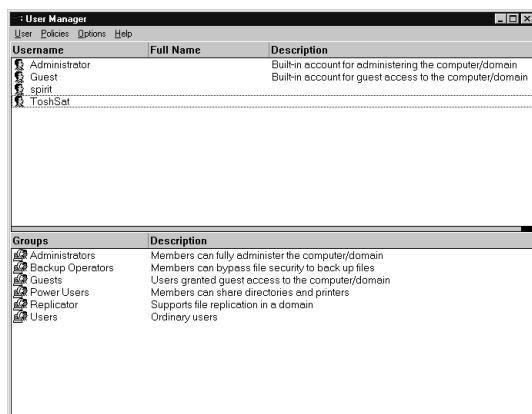 User Manager
User Policies Options Help
Username Full Name Description
Administrator Built-in account for administering the computer/domain
Guest Built-in account for guest access to the computer/domain
spirit
ToshSat
Groups Description
Administrators Members can fully administer the computer/domain
Backup Operators Members can bypass file security to back up files
Guests Users granted guest access to the computer/domain
Power Users Members can share directories and printers
Replicator Supports file replication in a domain
Users Ordinary users